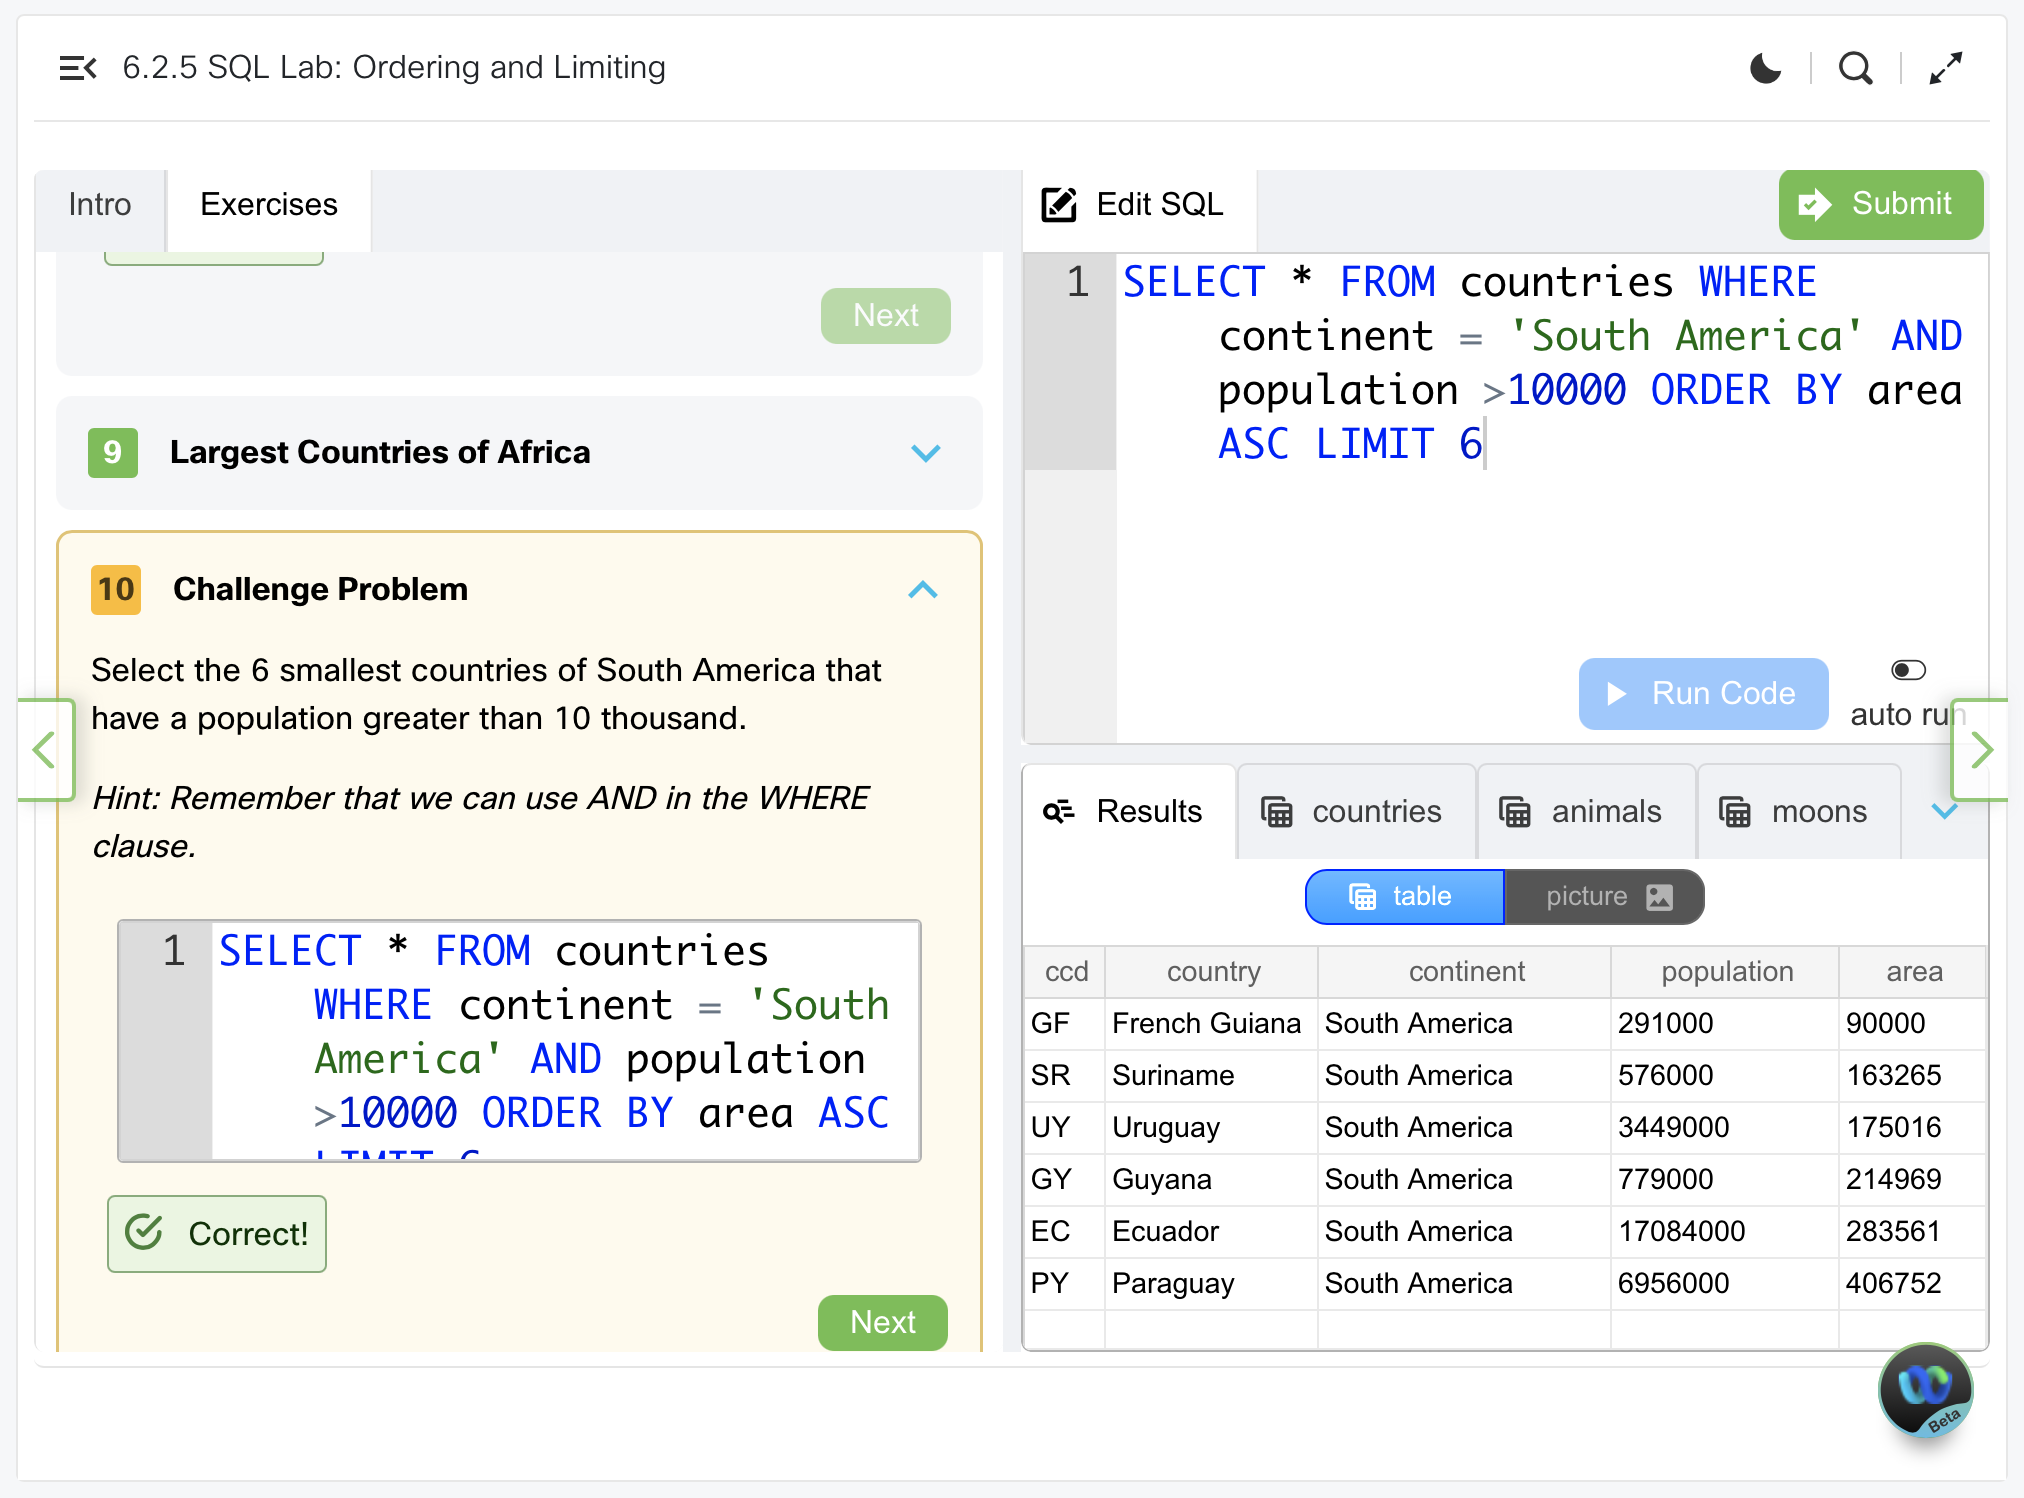 6.2.5 SQL Lab: Ordering and Limiting
Intro
Exercises
Next
9 Largest Countries of Africa
10 Challenge Problem
Select the 6 smallest countries of South America that
have a population greater than 10 thousand.
Hint: Remember that we can use AND in the WHERE
clause.
1 SELECT * FROM countries
WHERE continent = 'South
America' AND population
>10000 ORDER BY area ASC
LIMIT 6
Correct!
Next
Edit SQL
Submit
1 SELECT * FROM countries WHERE
continent = 'South America' AND
population >10000 ORDER BY area
ASC LIMIT 6
Run Code
auto run
Results
countries
animals
moons
table
picture
ccd country continent population area
GF French Guiana South America 291000 90000
SR Suriname South America 576000 163265
UY Uruguay South America 3449000 175016
GY Guyana South America 779000 214969
EC Ecuador South America 17084000 283561
PY Paraguay South America 6956000 406752
Beta